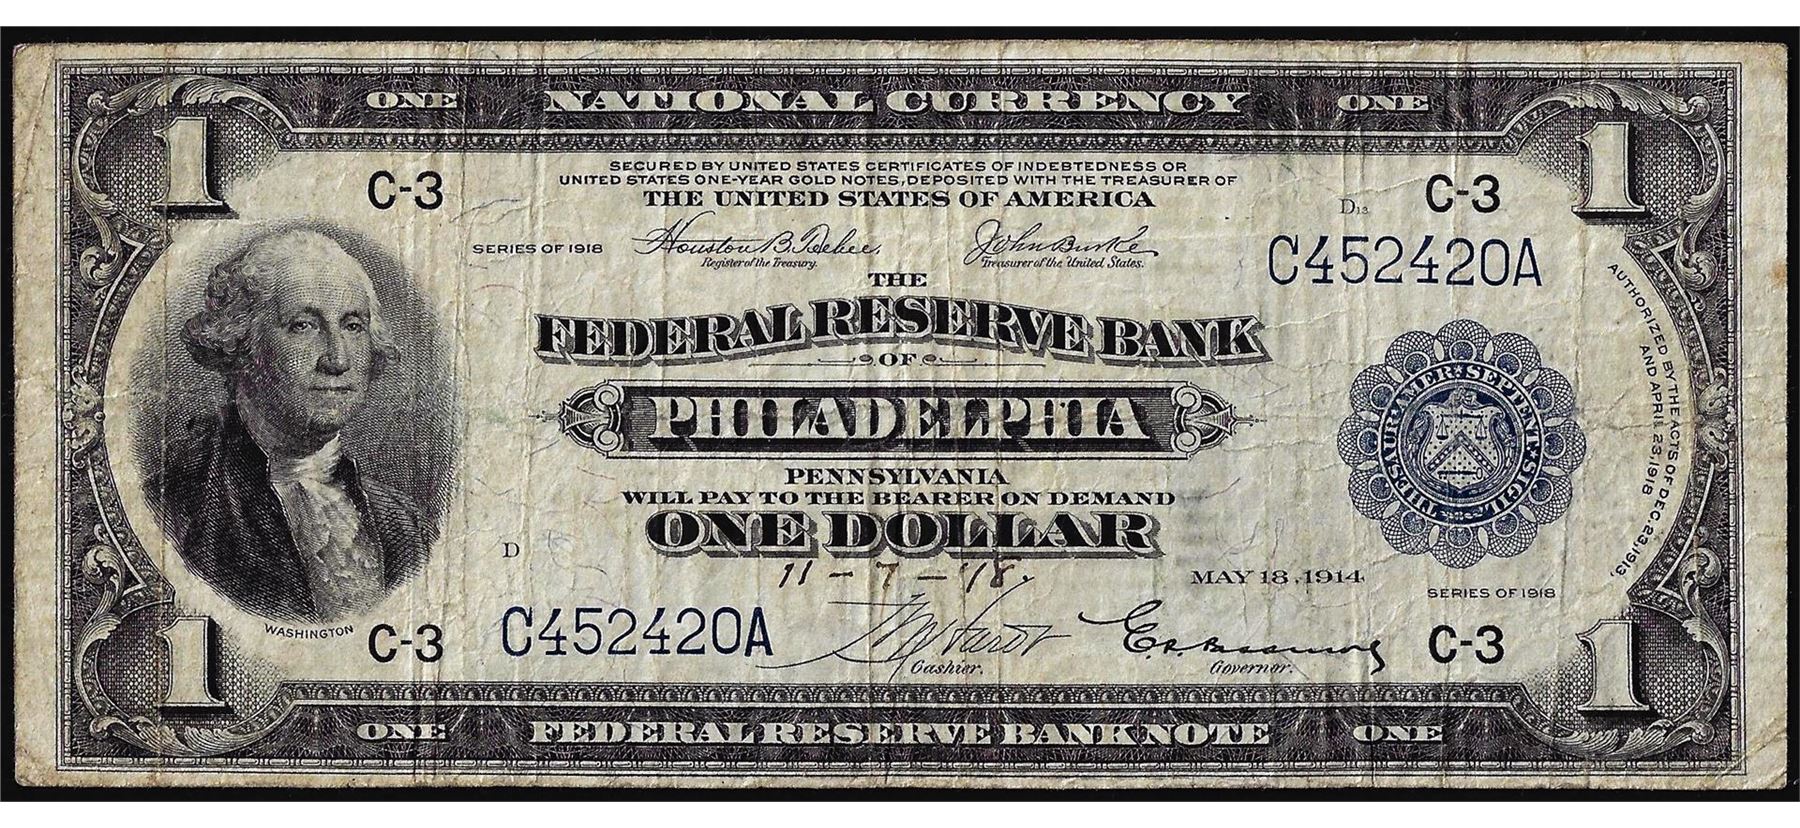 ONE NATIONAL CURRENCY ONE
1 1
SECURED BY UNITED STATES CERTIFICATES OF INDEBTEDNESS OR
UNITED STATES ONE-YEAR GOLD NOTES, DEPOSITED WITH THE TREASURER OF
THE UNITED STATES OF AMERICA
C-3 D12 C-3
SERIES OF 1918 Houston B. Teehee, John Burke
Register of the Treasury. Treasurer of the United States.
C452420A
THE
FEDERAL RESERVE BANK
OF
PHILADELPHIA
PENNSYLVANIA
WILL PAY TO THE BEARER ON DEMAND
ONE DOLLAR
THESAUR. AMER. SEPTENT. SIGIL.
AUTHORIZED BY THE ACTS OF DEC. 23, 1913,
AND APRIL 23, 1918
D
11-7-'18.
MAY 18, 1914
SERIES OF 1918
WASHINGTON
C-3 C452420A C-3
Cashier. Governor.
1 1
ONE FEDERAL RESERVE BANK NOTE ONE